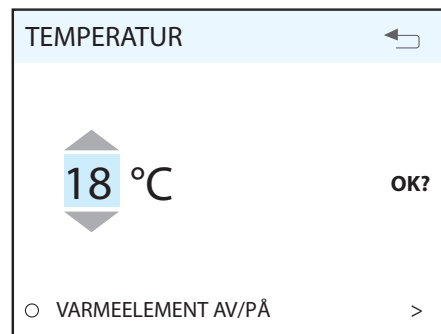 TEMPERATUR
18 °C
OK?
VARMEELEMENT AV/PÅ >